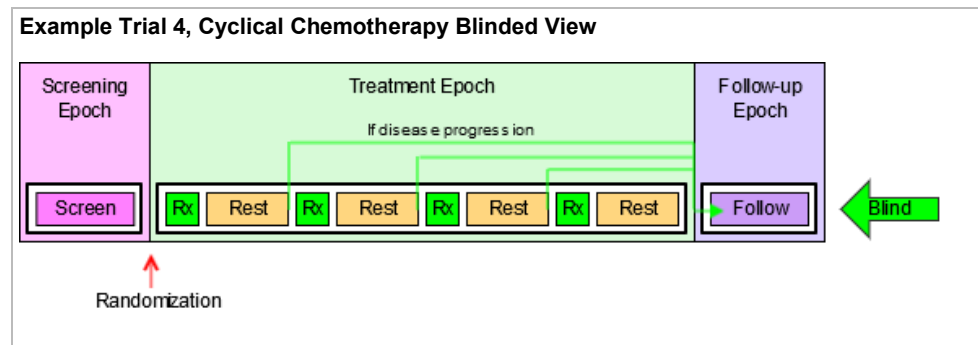 Example Trial 4, Cyclical Chemotherapy Blinded View
Screening
Epoch
Treatment Epoch
Follow-up
Epoch
If disease progression
Screen
Rx
Rest
Rx
Rest
Rx
Rest
Rx
Rest
Follow
Blind
Randomization